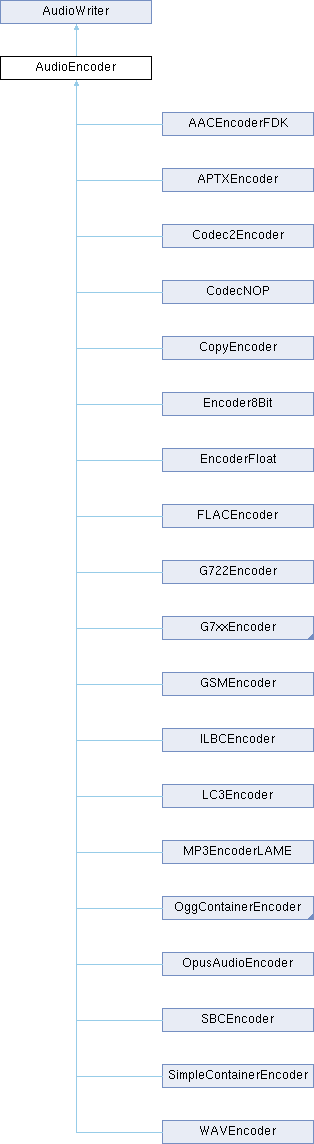 AudioWriter
AudioEncoder
AACEncoderFDK
APTXEncoder
Codec2Encoder
CodecNOP
CopyEncoder
Encoder8Bit
EncoderFloat
FLACEncoder
G722Encoder
G7xxEncoder
GSMEncoder
ILBCEncoder
LC3Encoder
MP3EncoderLAME
OggContainerEncoder
OpusAudioEncoder
SBCEncoder
SimpleContainerEncoder
WAVEncoder